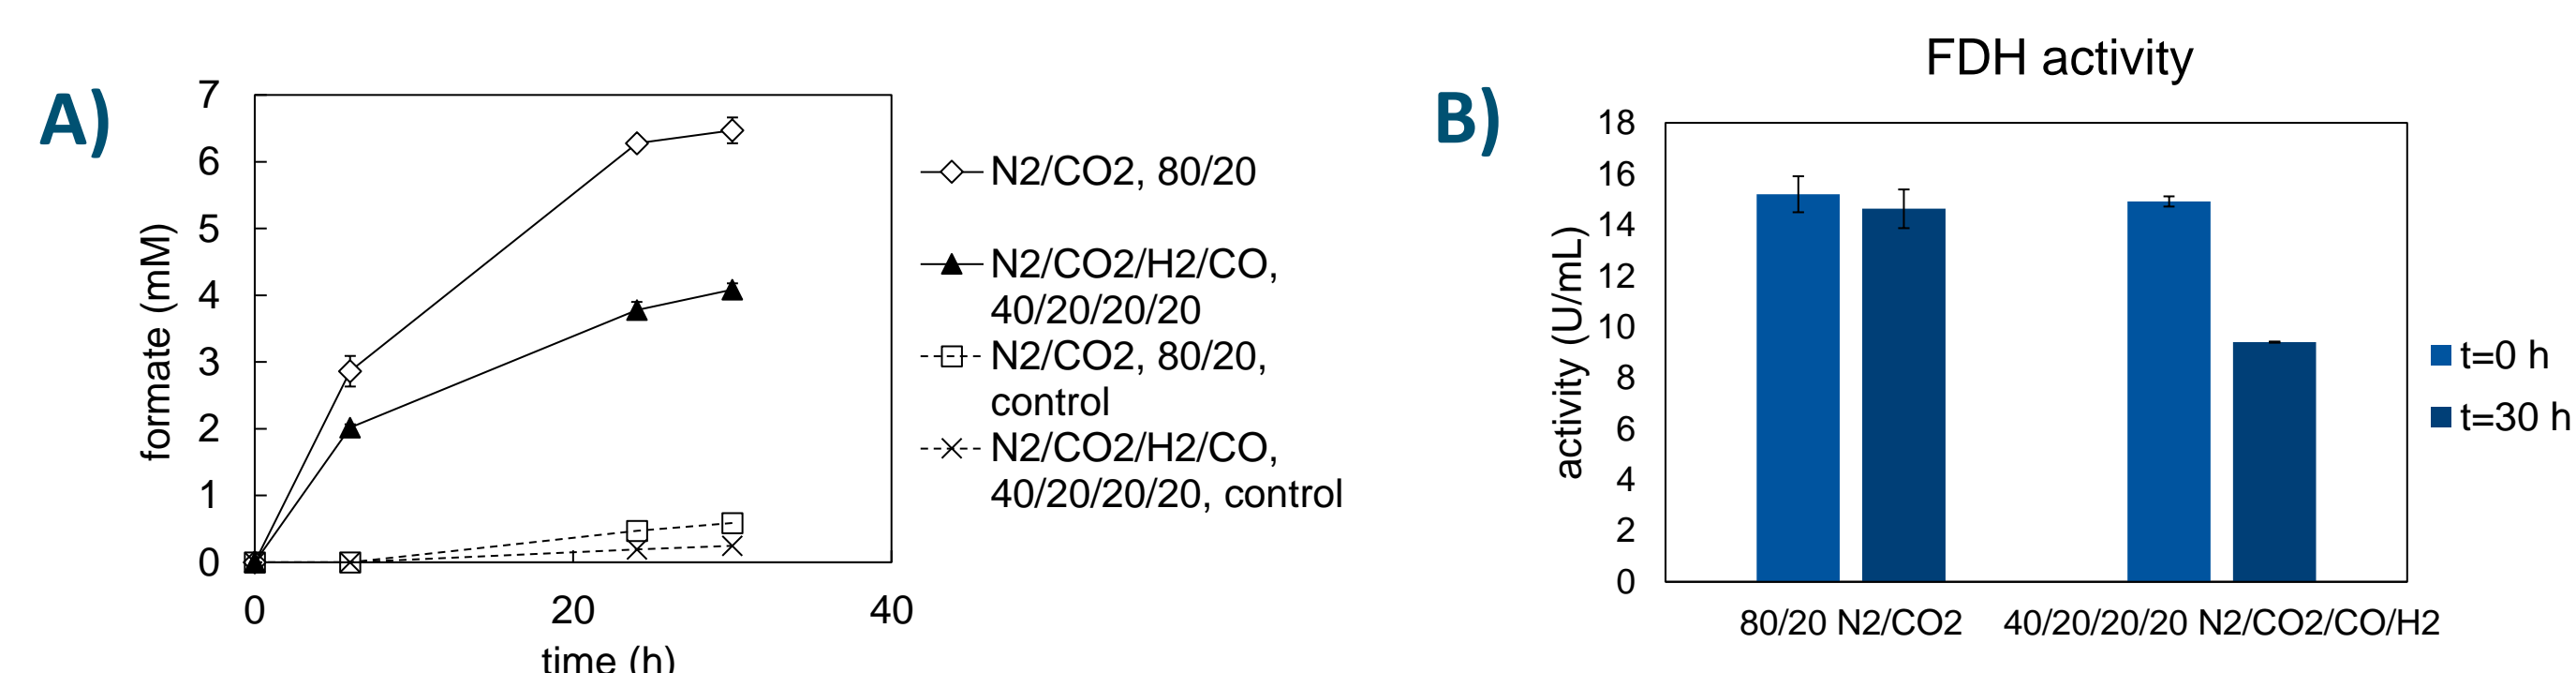 A)
7
6
5
4
3
2
1
0
formate (mM)
0 20 40
time (h)
N2/CO2, 80/20
N2/CO2/H2/CO,
40/20/20/20
N2/CO2, 80/20,
control
N2/CO2/H2/CO,
40/20/20/20, control
B)
FDH activity
18
16
14
12
10
8
6
4
2
0
activity (U/mL)
80/20 N2/CO2 40/20/20/20 N2/CO2/CO/H2
t=0 h
t=30 h